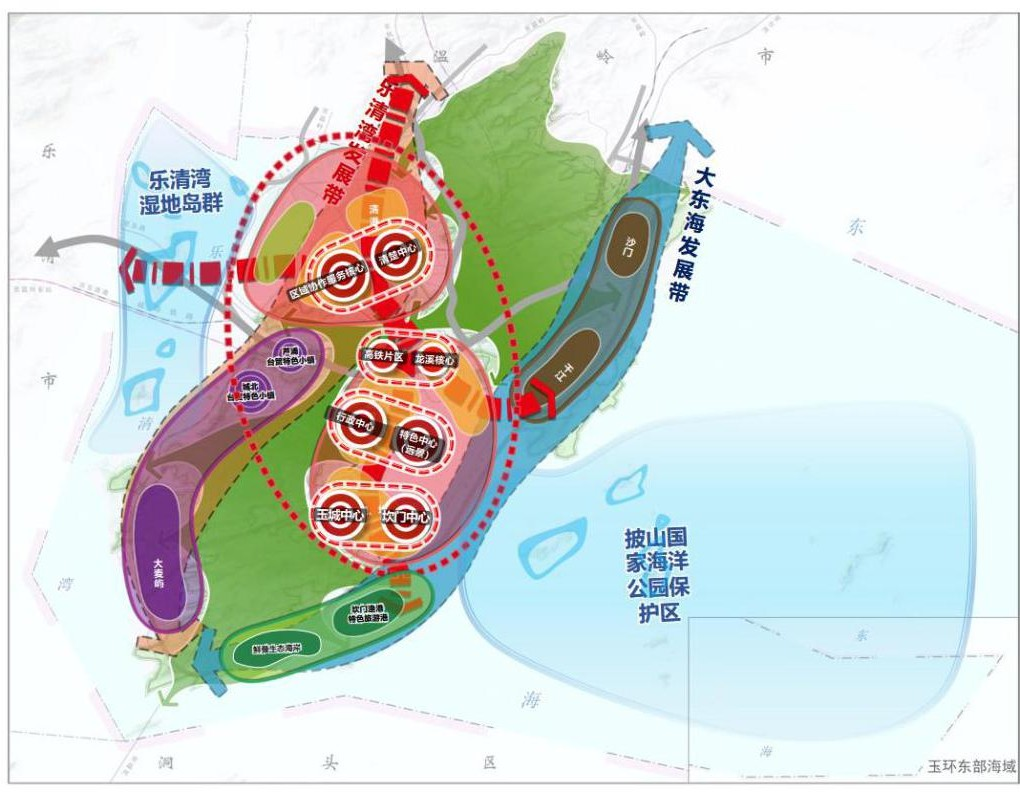 温
岭
市
乐
清
市
乐清湾发展带
乐清湾
湿地岛群
乐
清
湾
大东海发展带
东
海
清港
区域协作服务核心
清楚中心
沙门
干江
芦浦
台贸特色小镇
城北
台贸特色小镇
高铁片区
龙溪核心
行政中心
特色中心
(远景)
玉城中心
坎门中心
大麦屿
坎门渔港
特色旅游港
鲜叠生态海岸
披山国
家海洋
公园保
护区
洞
头
区
东
海
玉环东部海域